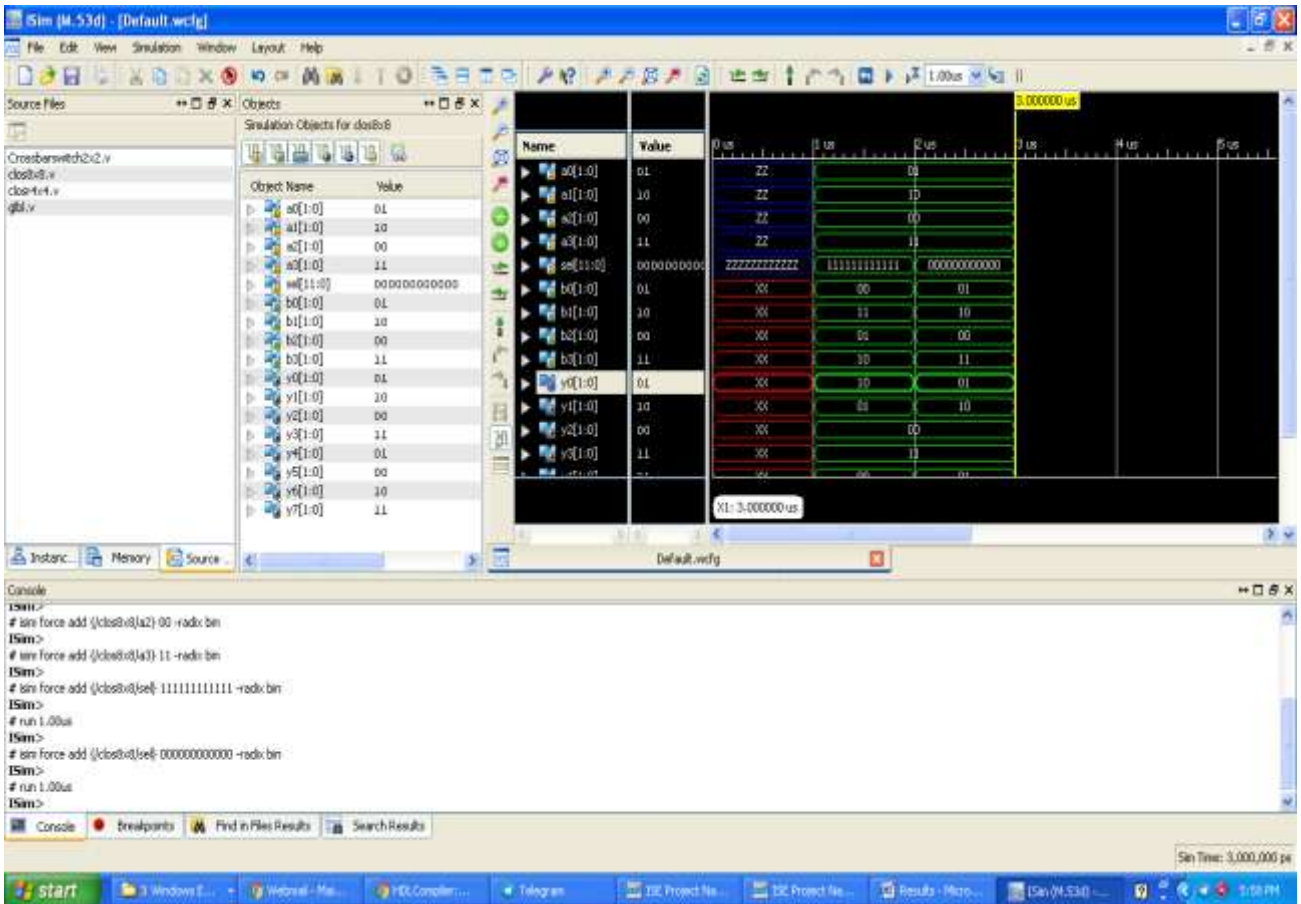 ISim (M.53d) - [Default.wcfg]
File Edit View Simulation Window Layout Help
1.00us
Source Files
Crossbarswitch2x2.v
clos8x8.v
clos4x4.v
glbl.v
Instanc... Memory Source
Objects
Simulation Objects for clos8x8
Object Name Value
a0[1:0] 01
a1[1:0] 10
a2[1:0] 00
a3[1:0] 11
sel[11:0] 000000000000
b0[1:0] 01
b1[1:0] 10
b2[1:0] 00
b3[1:0] 11
y0[1:0] 01
y1[1:0] 10
y2[1:0] 00
y3[1:0] 11
y4[1:0] 01
y5[1:0] 00
y6[1:0] 10
y7[1:0] 11
3.000000 us
Name Value 0 us 1 us 2 us 3 us 4 us 5 us
a0[1:0] 01 ZZ 01
a1[1:0] 10 ZZ 10
a2[1:0] 00 ZZ 00
a3[1:0] 11 ZZ 11
sel[11:0] 0000000000 ZZZZZZZZZZZZ 111111111111 000000000000
b0[1:0] 01 XX 00 01
b1[1:0] 10 XX 11 10
b2[1:0] 00 XX 01 00
b3[1:0] 11 XX 10 11
y0[1:0] 01 XX 10 01
y1[1:0] 10 XX 01 10
y2[1:0] 00 XX 00
y3[1:0] 11 XX 11
X1: 3.000000 us
Default.wcfg
Console
ISim>
# isim force add {/clos8x8/a2} 00 -radix bin
ISim>
# isim force add {/clos8x8/a3} 11 -radix bin
ISim>
# isim force add {/clos8x8/sel} 111111111111 -radix bin
ISim>
# run 1.00us
ISim>
# isim force add {/clos8x8/sel} 000000000000 -radix bin
ISim>
# run 1.00us
ISim>
Console Breakpoints Find in Files Results Search Results
Sim Time: 3,000,000 ps
start 3 Windows E... Webmail - Mai... HDL Compiler:... Telegram ISE Project Na... ISE Project Na... Results - Micro... ISim (M.53d) -...